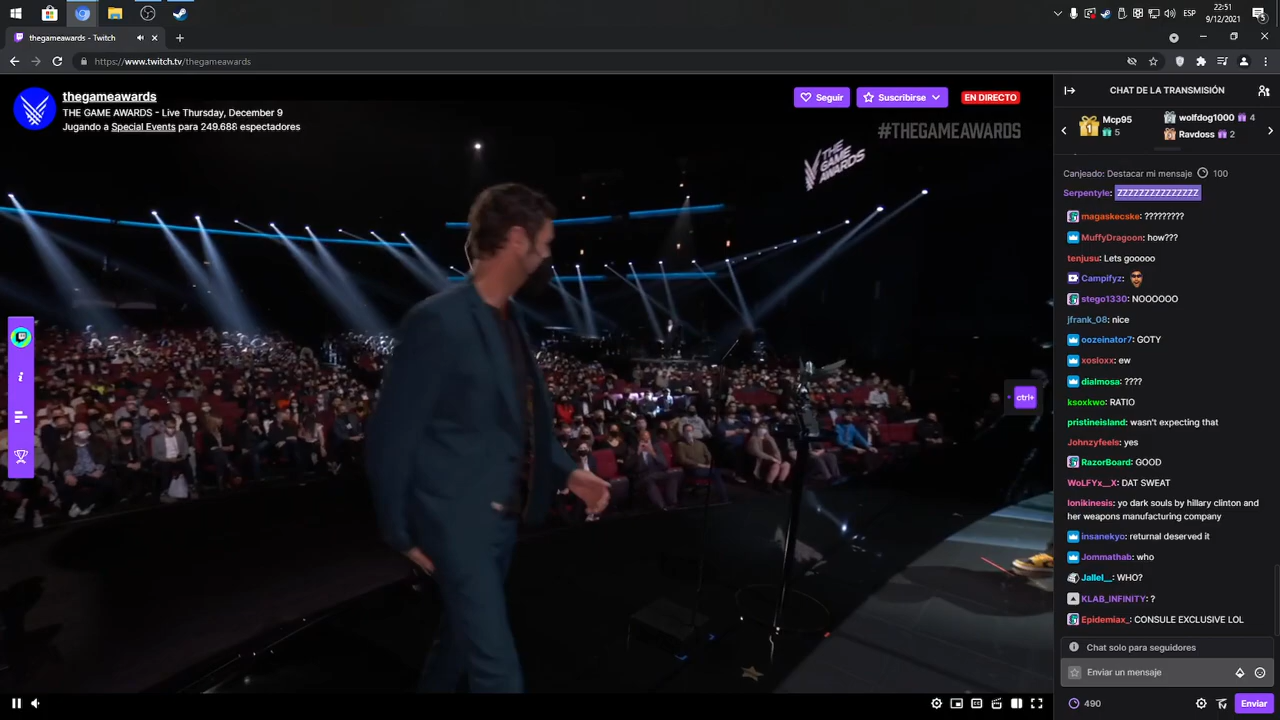 22:51
ESP
9/12/2021
5
thegameawards - Twitch
https://www.twitch.tv/thegameawards
thegameawards
THE GAME AWARDS - Live Thursday, December 9
Jugando a Special Events para 249.686 espectadores
Seguir
Suscribirse
EN DIRECTO
#THEGAMEAWARDS
THE
GAME
AWARDS
ctrl+
CHAT DE LA TRANSMISIÓN
1
Mcp95
5
wolfdog1000 4
Ravdoss 2
Canjeado: Destacar mi mensaje 100
Serpentyle: ZZZZZZZZZZZZZZZ
magaskecske: ?????????
MuffyDragoon: how???
tenjusu: Lets gooooo
Campifyz:
stego1330: NOOOOOO
jfrank_08: nice
oozeinator7: GOTY
xosloxx: ew
dialmosa: ????
ksoxkwo: RATIO
pristineisland: wasn't expecting that
Johnzyfeels: yes
RazorBoard: GOOD
WoLFYx__X: DAT SWEAT
lonikinesis: yo dark souls by hillary clinton and
her weapons manufacturing company
insanekyo: returnal deserved it
Jommathab: who
Jallel__: WHO?
KLAB_INFINITY: ?
Epidemiax_: CONSULE EXCLUSIVE LOL
Chat solo para seguidores
Enviar un mensaje
490
Enviar